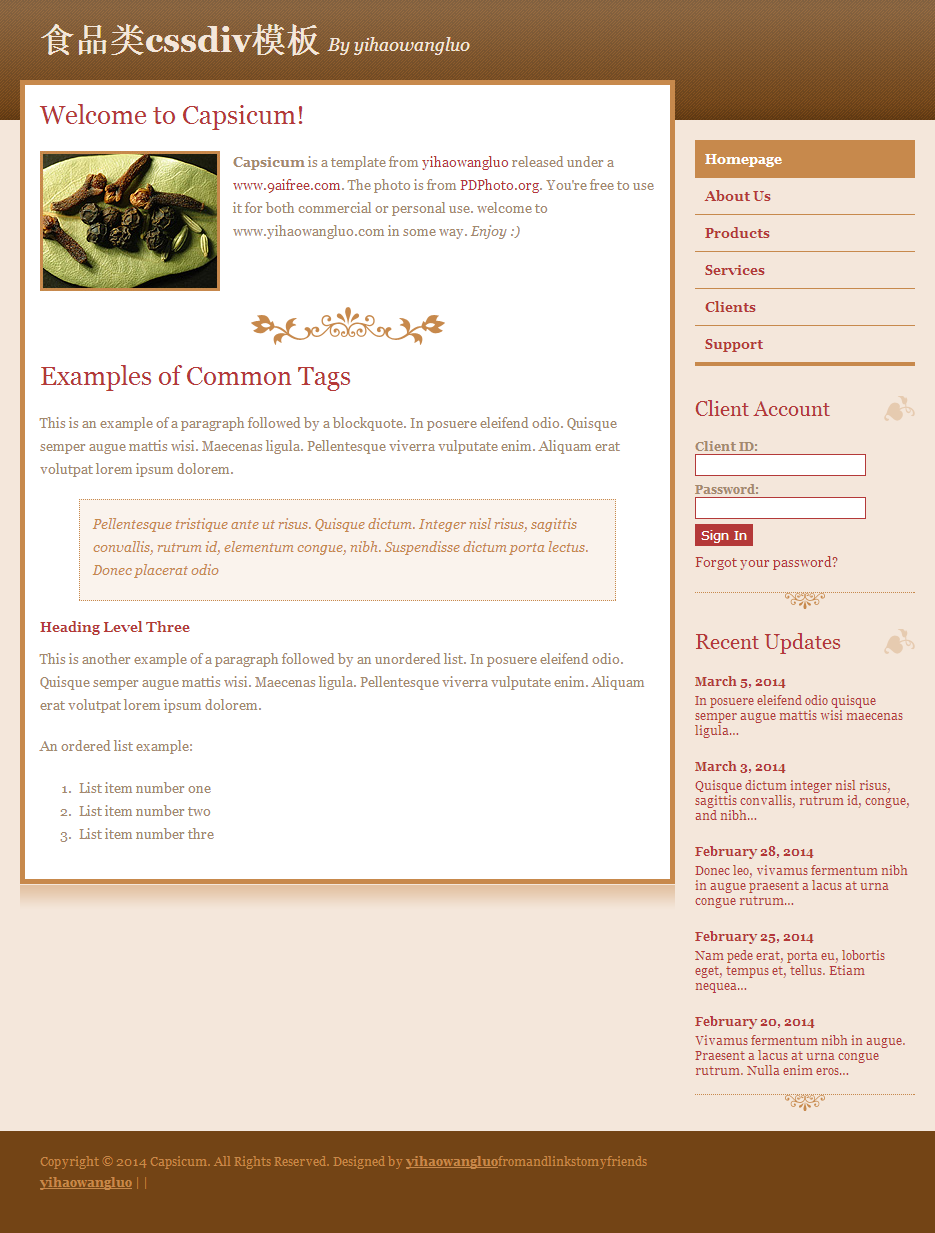 食品类cssdiv模板 By yihaowangluo
Welcome to Capsicum!
Capsicum is a template from yihaowangluo released under a
www.9aifree.com. The photo is from PDPhoto.org. You're free to use
it for both commercial or personal use. welcome to
www.yihaowangluo.com in some way. Enjoy :)
Examples of Common Tags
This is an example of a paragraph followed by a blockquote. In posuere eleifend odio. Quisque
semper augue mattis wisi. Maecenas ligula. Pellentesque viverra vulputate enim. Aliquam erat
volutpat lorem ipsum dolorem.
Pellentesque tristique ante ut risus. Quisque dictum. Integer nisl risus, sagittis
convallis, rutrum id, elementum congue, nibh. Suspendisse dictum porta lectus.
Donec placerat odio
Heading Level Three
This is another example of a paragraph followed by an unordered list. In posuere eleifend odio.
Quisque semper augue mattis wisi. Maecenas ligula. Pellentesque viverra vulputate enim. Aliquam
erat volutpat lorem ipsum dolorem.
An ordered list example:
1. List item number one
2. List item number two
3. List item number thre
Homepage
About Us
Products
Services
Clients
Support
Client Account
Client ID:
Password:
Sign In
Forgot your password?
Recent Updates
March 5, 2014
In posuere eleifend odio quisque
semper augue mattis wisi maecenas
ligula...
March 3, 2014
Quisque dictum integer nisl risus,
sagittis convallis, rutrum id, congue,
and nibh...
February 28, 2014
Donec leo, vivamus fermentum nibh
in augue praesent a lacus at urna
congue rutrum...
February 25, 2014
Nam pede erat, porta eu, lobortis
eget, tempus et, tellus. Etiam
nequea...
February 20, 2014
Vivamus fermentum nibh in augue.
Praesent a lacus at urna congue
rutrum. Nulla enim eros...
Copyright © 2014 Capsicum. All Rights Reserved. Designed by yihaowangluofromandlinkstomyfriends
yihaowangluo | |